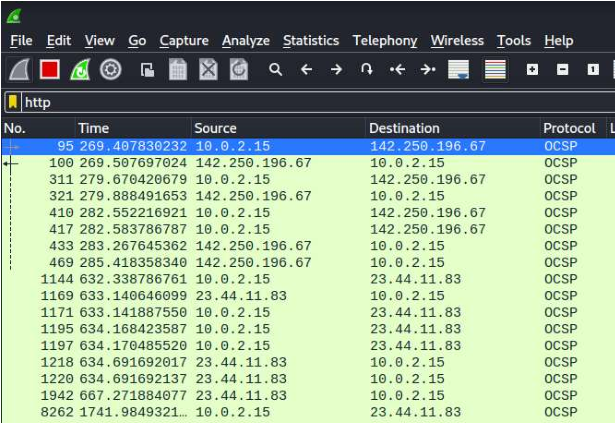 File Edit View Go Capture Analyze Statistics Telephony Wireless Tools Help
http
No. Time Source Destination Protocol
95 269.407830232 10.0.2.15 142.250.196.67 OCSP
100 269.507697024 142.250.196.67 10.0.2.15 OCSP
311 279.670420679 10.0.2.15 142.250.196.67 OCSP
321 279.888491653 142.250.196.67 10.0.2.15 OCSP
410 282.552216921 10.0.2.15 142.250.196.67 OCSP
417 282.583786787 10.0.2.15 142.250.196.67 OCSP
433 283.267645362 142.250.196.67 10.0.2.15 OCSP
469 285.418358340 142.250.196.67 10.0.2.15 OCSP
1144 632.338786761 10.0.2.15 23.44.11.83 OCSP
1169 633.140646099 23.44.11.83 10.0.2.15 OCSP
1171 633.141887550 10.0.2.15 23.44.11.83 OCSP
1195 634.168423587 10.0.2.15 23.44.11.83 OCSP
1197 634.170485520 10.0.2.15 23.44.11.83 OCSP
1218 634.691692017 23.44.11.83 10.0.2.15 OCSP
1220 634.691692137 23.44.11.83 10.0.2.15 OCSP
1942 667.271884077 23.44.11.83 10.0.2.15 OCSP
8262 1741.9849321… 10.0.2.15 23.44.11.83 OCSP